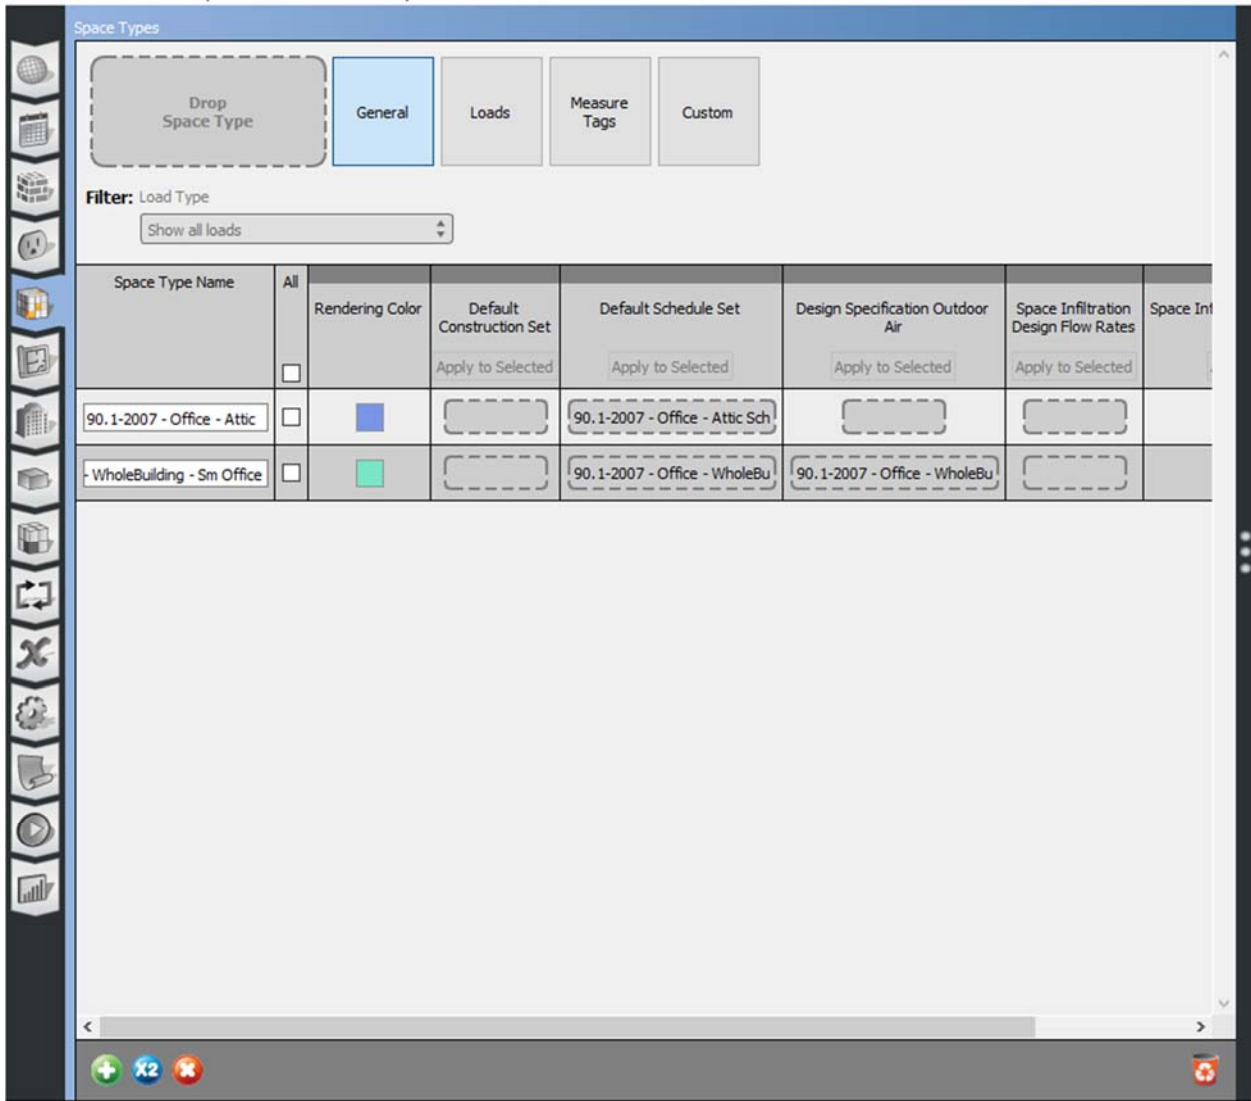 Space Types
Drop
Space Type
General
Loads
Measure
Tags
Custom
Filter: Load Type
Show all loads
Space Type Name
All
Rendering Color
Default
Construction Set
Default Schedule Set
Design Specification Outdoor
Air
Space Infiltration
Design Flow Rates
Space Inf
Apply to Selected
Apply to Selected
Apply to Selected
Apply to Selected
90.1-2007 - Office - Attic
90.1-2007 - Office - Attic Sch
- WholeBuilding - Sm Office
90.1-2007 - Office - WholeBu
90.1-2007 - Office - WholeBu
X2